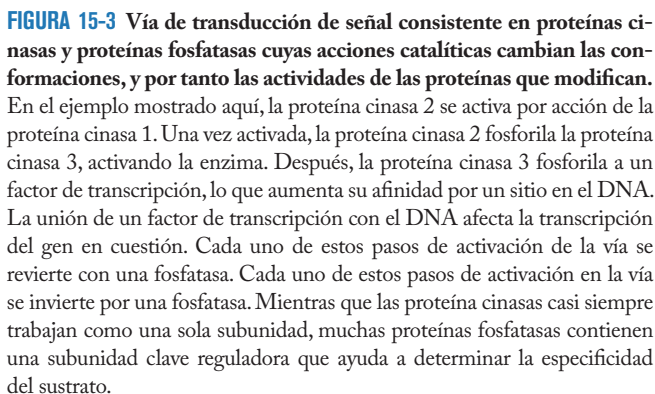 FIGURA 15-3 Vía de transducción de señal consistente en proteínas ci-
nasas y proteínas fosfatasas cuyas acciones catalíticas cambian las con-
formaciones, y por tanto las actividades de las proteínas que modifican.
En el ejemplo mostrado aquí, la proteína cinasa 2 se activa por acción de la
proteína cinasa 1. Una vez activada, la proteína cinasa 2 fosforila la proteína
cinasa 3, activando la enzima. Después, la proteína cinasa 3 fosforila a un
factor de transcripción, lo que aumenta su afinidad por un sitio en el DNA.
La unión de un factor de transcripción con el DNA afecta la transcripción
del gen en cuestión. Cada uno de estos pasos de activación de la vía se
revierte con una fosfatasa. Cada uno de estos pasos de activación en la vía
se invierte por una fosfatasa. Mientras que las proteína cinasas casi siempre
trabajan como una sola subunidad, muchas proteínas fosfatasas contienen
una subunidad clave reguladora que ayuda a determinar la especificidad
del sustrato.